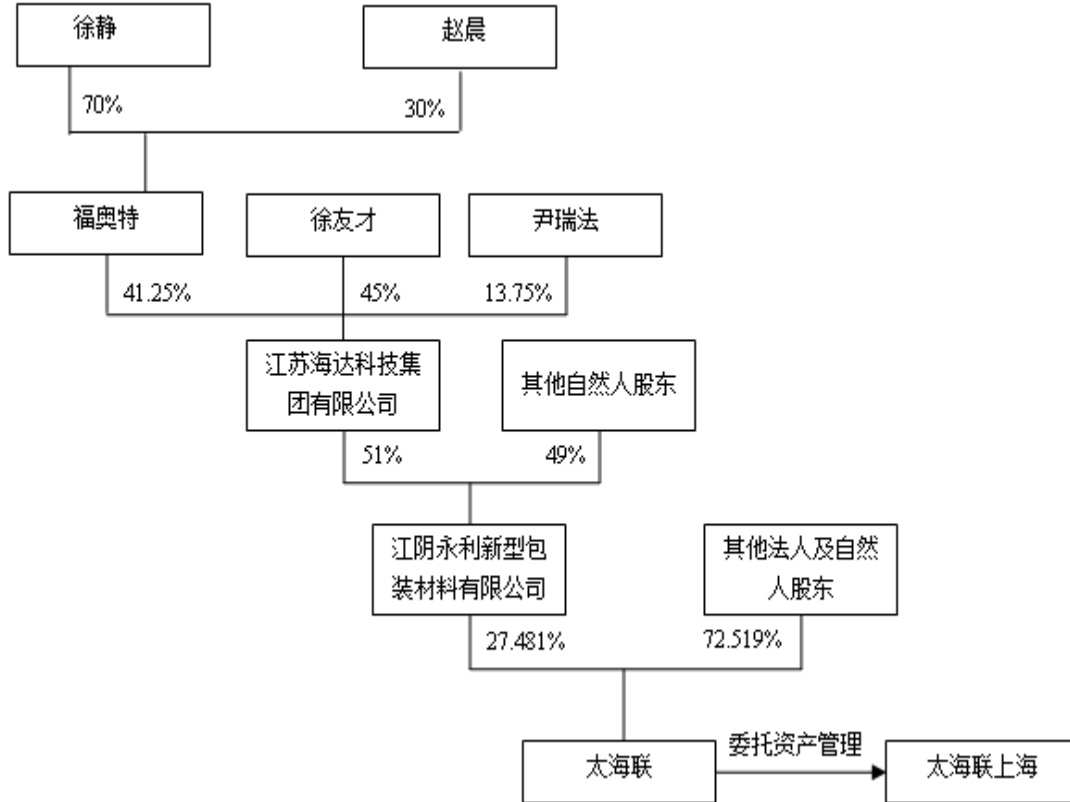 徐静
赵晨
70%
30%
福奥特
徐友才
尹瑞法
41.25%
45%
13.75%
江苏海达科技集
团有限公司
其他自然人股东
51%
49%
江阴永利新型包
装材料有限公司
其他法人及自然
人股东
27.481%
72.519%
太海联
委托资产管理
太海联上海